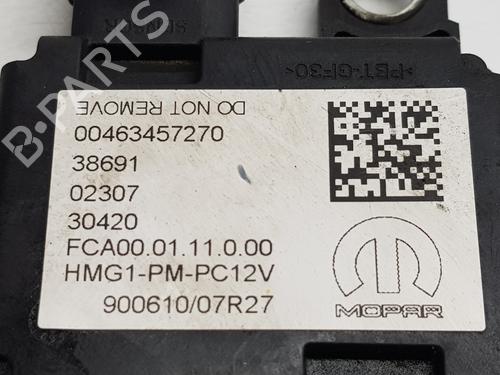 SENSOR
>PBT-GF30<
DO NOT REMOVE
00463457270
38691
02307
30420
FCA00.01.11.0.00
HMG1-PM-PC12V
900610/07R27
MOPAR
B-PARTS